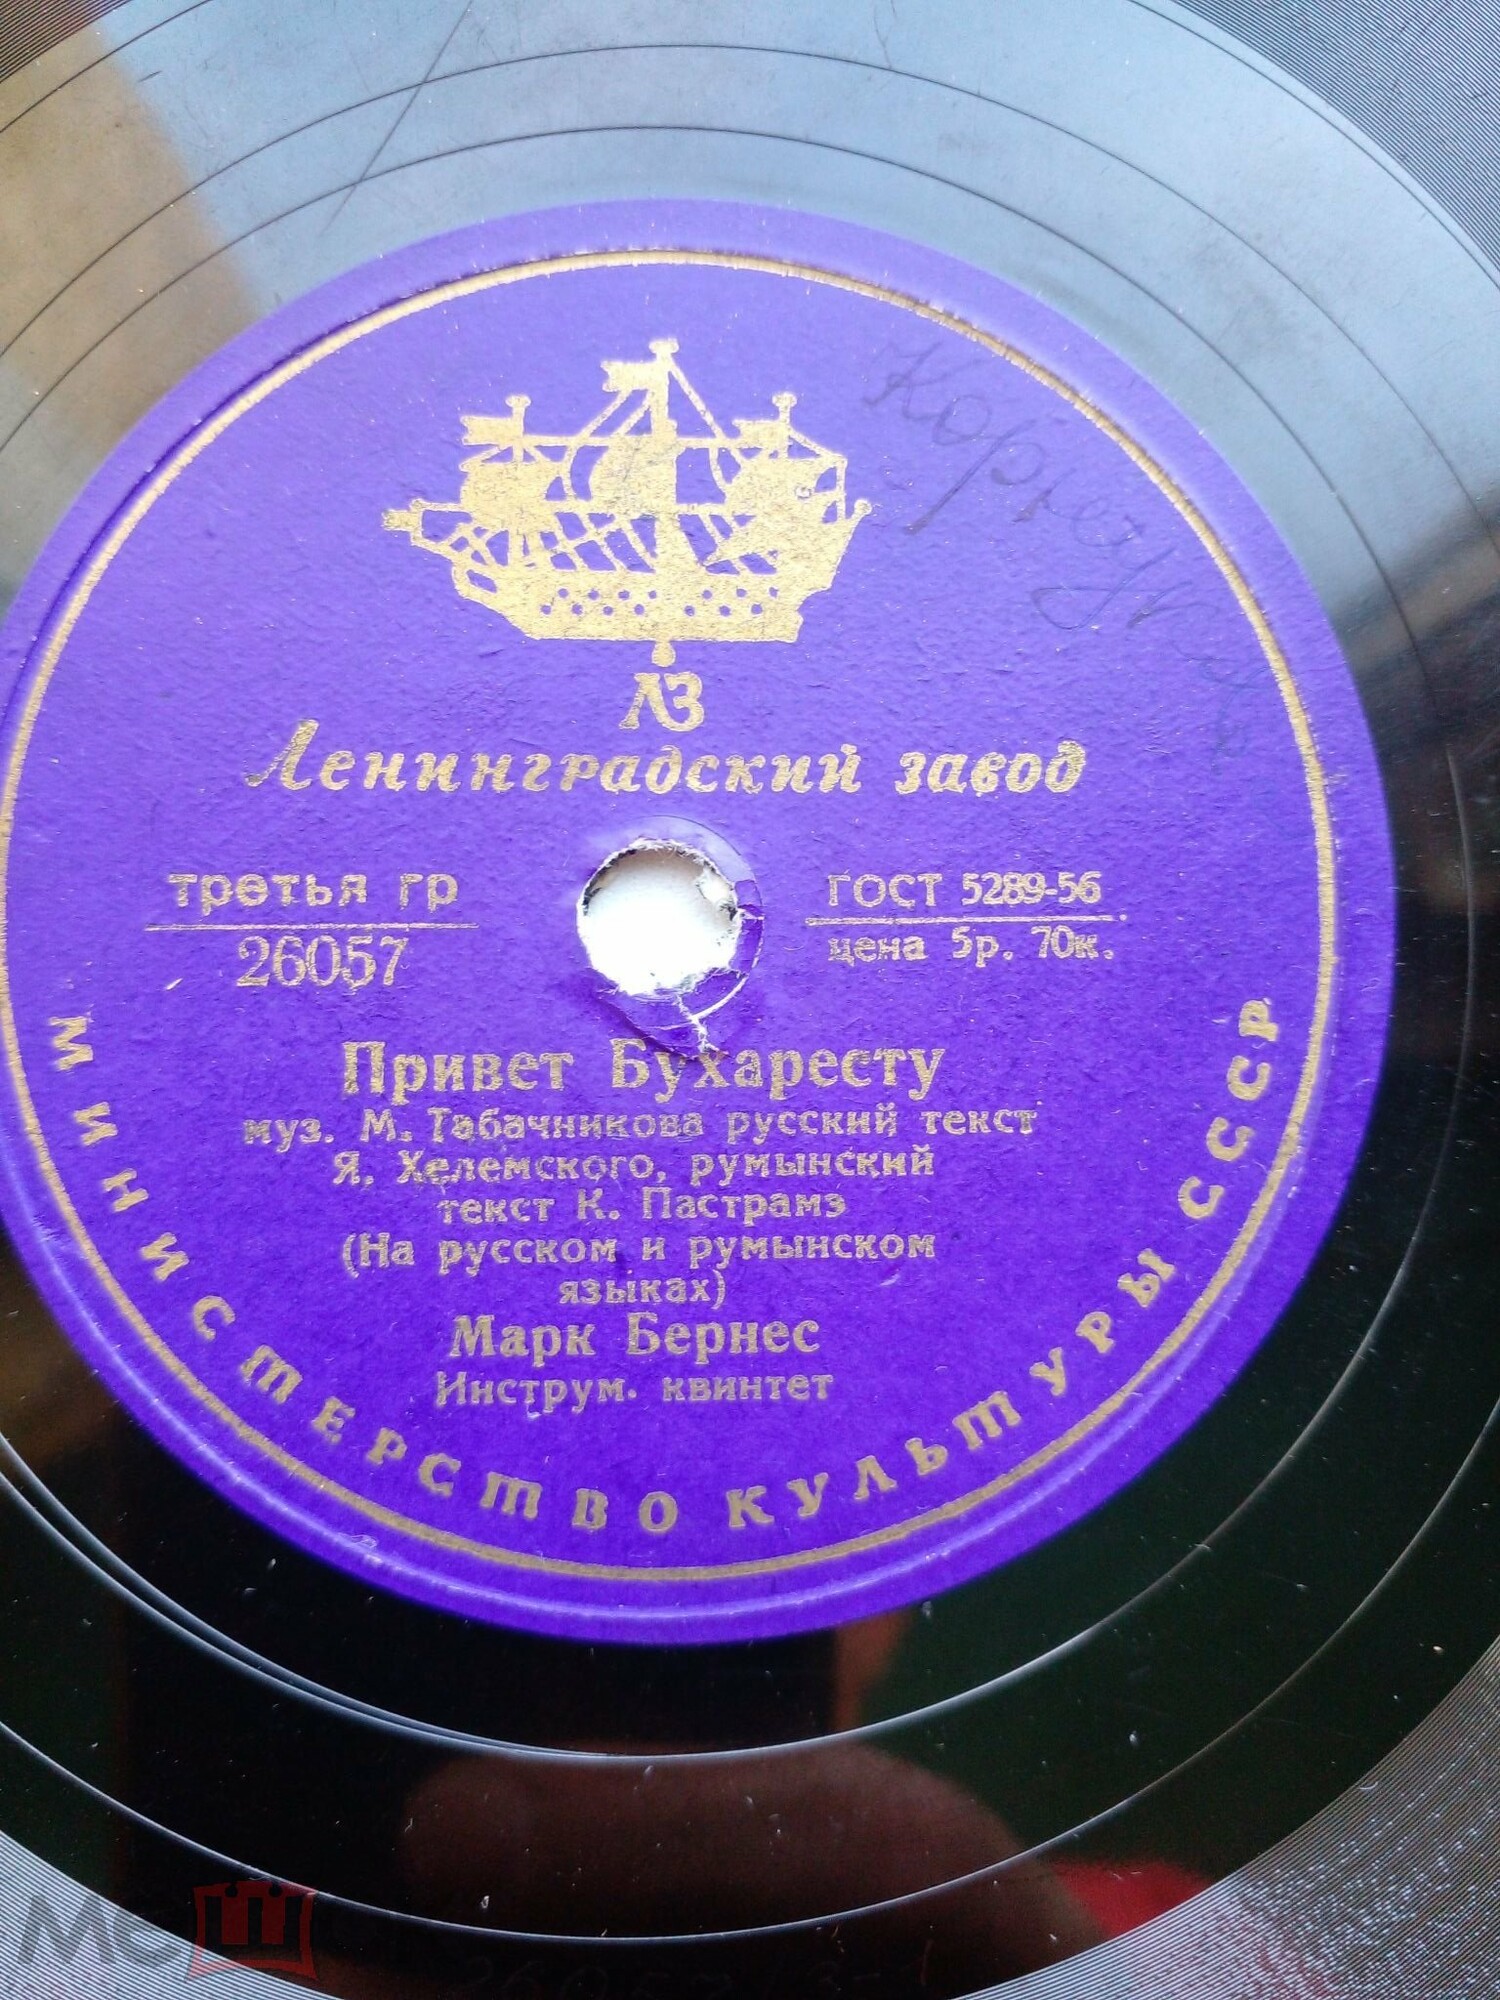 ЛЗ
Ленинградский завод
третья гр
26057
ГОСТ 5289-56
цена 5р. 70к.
Привет Бухаресту
муз. М. Табачникова русский текст
Я. Хелемского, румынский
текст К. Пастрамэ
(На русском и румынском
языках)
Марк Бернес
Инструм. квинтет
МИНИСТЕРСТВО КУЛЬТУРЫ СССР